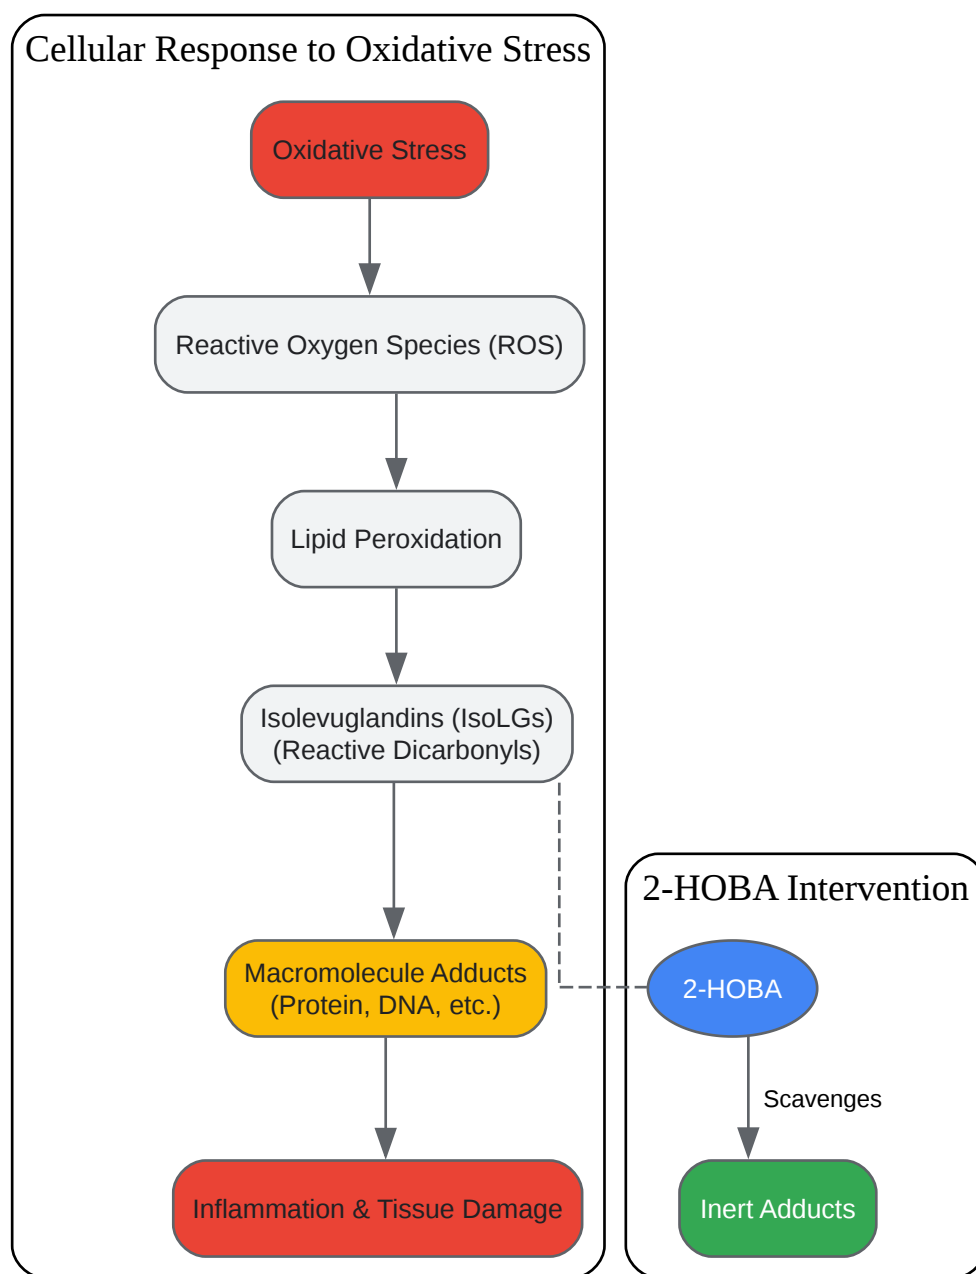 Cellular Response to Oxidative Stress
Oxidative Stress
Reactive Oxygen Species (ROS)
Lipid Peroxidation
Isolevuglandins (IsoLGs)
(Reactive Dicarbonyls)
Macromolecule Adducts
(Protein, DNA, etc.)
Inflammation & Tissue Damage
2-HOBA Intervention
2-HOBA
Scavenges
Inert Adducts